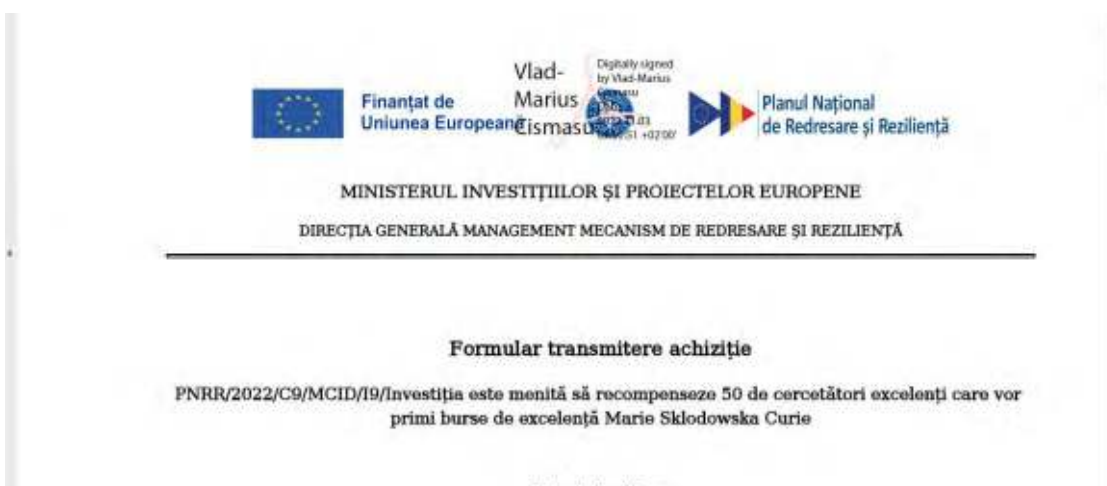 Finanțat de
Uniunea Europeană
Vlad-
Marius
Cismasu
Digitally signed
by Vlad-Marius
Cismasu
+02'00'
Planul Național
de Redresare și Reziliență
MINISTERUL INVESTIȚIILOR ȘI PROIECTELOR EUROPENE
DIRECȚIA GENERALĂ MANAGEMENT MECANISM DE REDRESARE ȘI REZILIENȚĂ
Formular transmitere achiziție
PNRR/2022/C9/MCID/I9/Investiția este menită să recompenseze 50 de cercetători excelenți care vor
primi burse de excelență Marie Sklodowska Curie